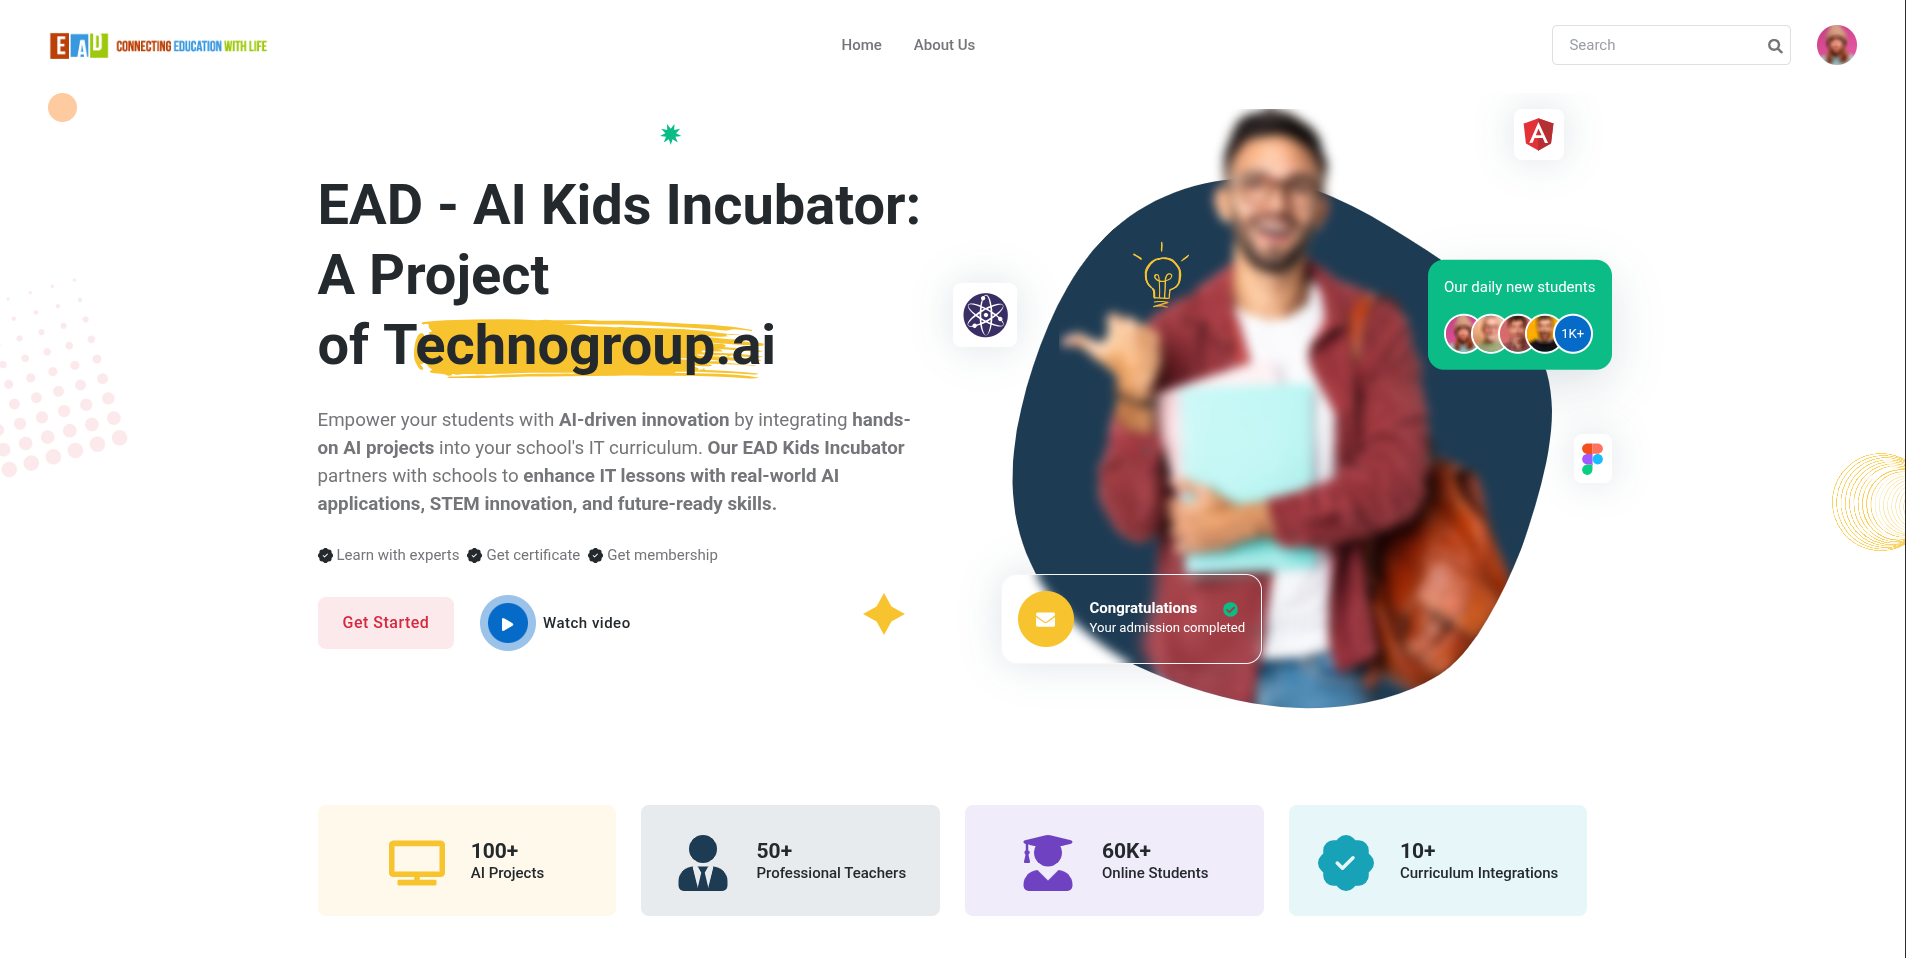 EAD CONNECTING EDUCATION WITH LIFE
Home
About Us
Search
EAD - AI Kids Incubator:
A Project
of Technogroup.ai
Empower your students with AI-driven innovation by integrating hands-
on AI projects into your school's IT curriculum. Our EAD Kids Incubator
partners with schools to enhance IT lessons with real-world AI
applications, STEM innovation, and future-ready skills.
Learn with experts
Get certificate
Get membership
Get Started
Watch video
A
Our daily new students
1K+
Congratulations
Your admission completed
100+
AI Projects
50+
Professional Teachers
60K+
Online Students
10+
Curriculum Integrations